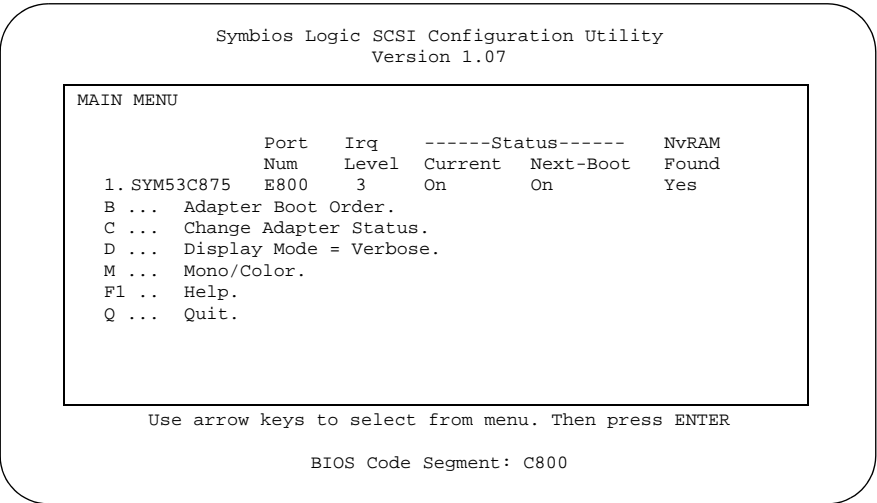 Symbios Logic SCSI Configuration Utility
Version 1.07
MAIN MENU
Port Irq ------Status------ NvRAM
Num Level Current Next-Boot Found
1. SYM53C875 E800 3 On On Yes
B ... Adapter Boot Order.
C ... Change Adapter Status.
D ... Display Mode = Verbose.
M ... Mono/Color.
F1 .. Help.
Q ... Quit.
Use arrow keys to select from menu. Then press ENTER
BIOS Code Segment: C800